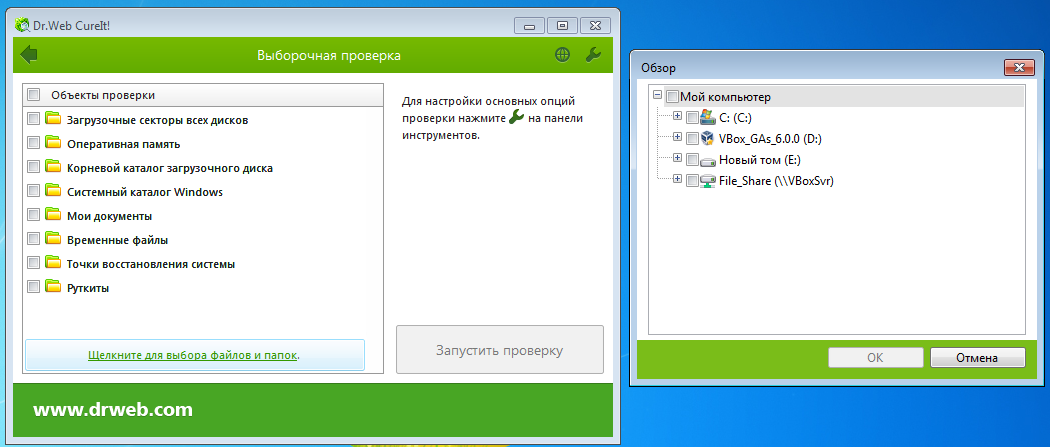 Dr.Web CureIt!
Выборочная проверка
Объекты проверки
Загрузочные секторы всех дисков
Оперативная память
Корневой каталог загрузочного диска
Системный каталог Windows
Мои документы
Временные файлы
Точки восстановления системы
Руткиты
Щелкните для выбора файлов и папок.
Для настройки основных опций
проверки нажмите на панели
инструментов.
Запустить проверку
www.drweb.com
Обзор
Мой компьютер
C: (C:)
VBox_GAs_6.0.0 (D:)
Новый том (E:)
File_Share (\\VBoxSvr)
OK
Отмена